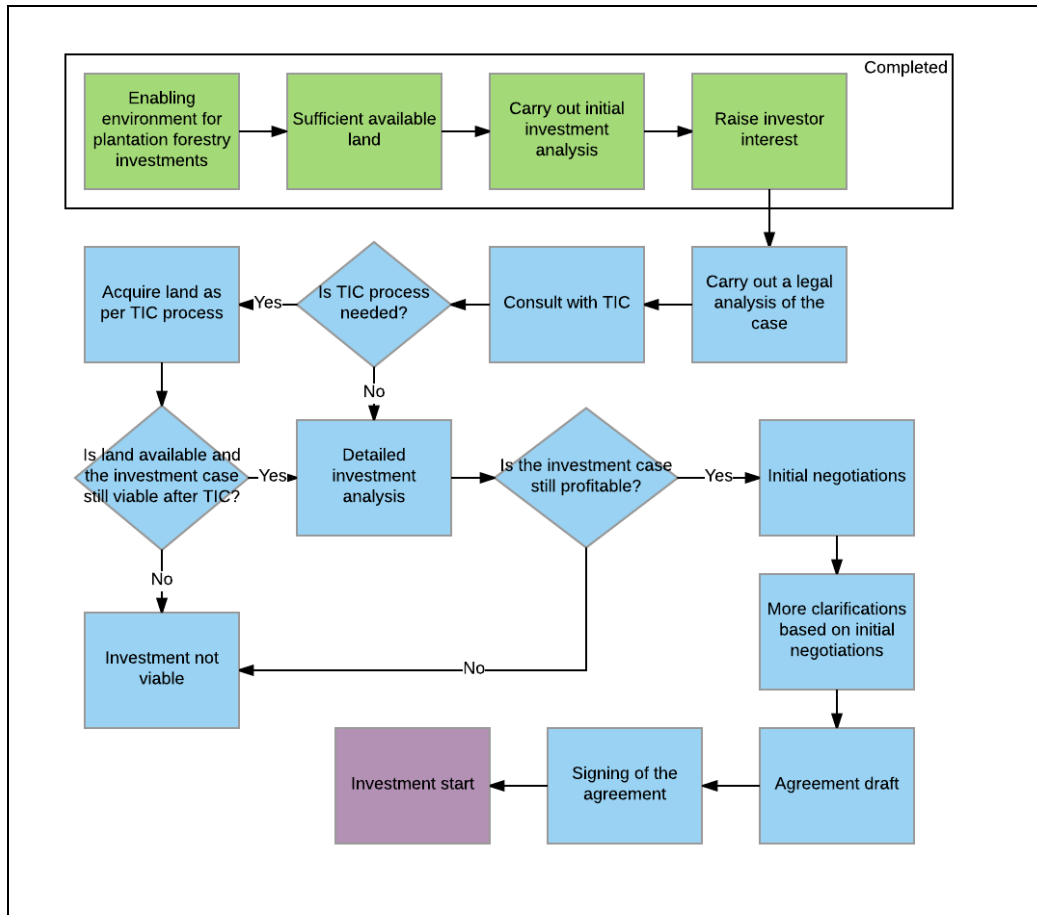 Completed
Enabling
environment for
plantation forestry
investments
Sufficient available
land
Carry out initial
investment
analysis
Raise investor
interest
Acquire land as
per TIC process
Yes
Is TIC process
needed?
Consult with TIC
Carry out a legal
analysis of the
case
No
Is land available and
the investment case
still viable after TIC?
Yes
Detailed
investment
analysis
Is the investment case
still profitable?
Yes
Initial negotiations
No
More clarifications
based on initial
negotiations
Investment not
viable
No
Investment start
Signing of the
agreement
Agreement draft